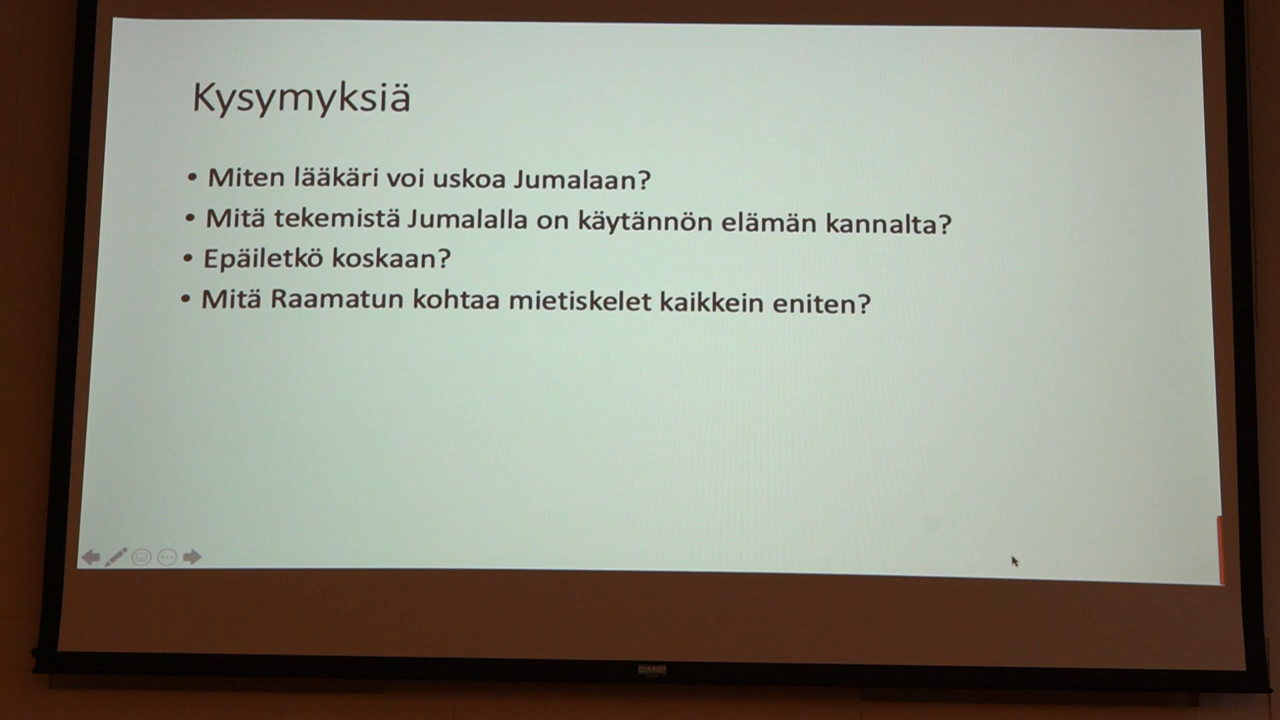 Kysymyksiä
• Miten lääkäri voi uskoa Jumalaan?
• Mitä tekemistä Jumalalla on käytännön elämän kannalta?
• Epäiletkö koskaan?
• Mitä Raamatun kohtaa mietiskelet kaikkein eniten?